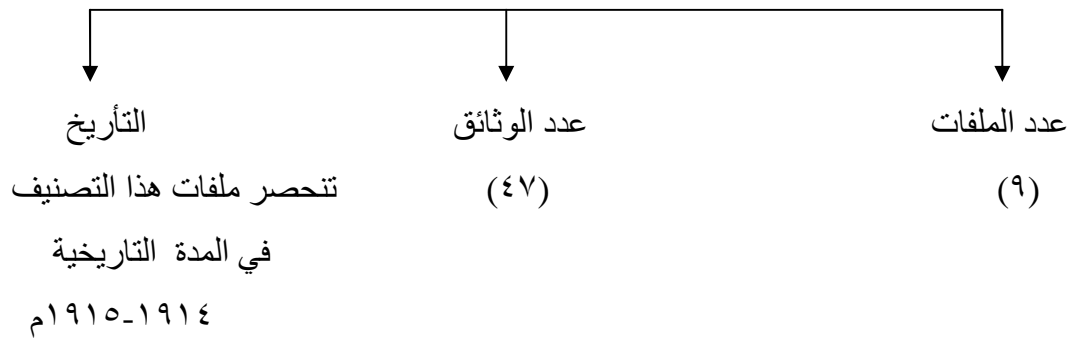 عدد الملفات
(٩)
عدد الوثائق
(٤٧)
التأريخ
تنحصر ملفات هذا التصنيف
في المدة التاريخية
١٩١٤-١٩١٥م